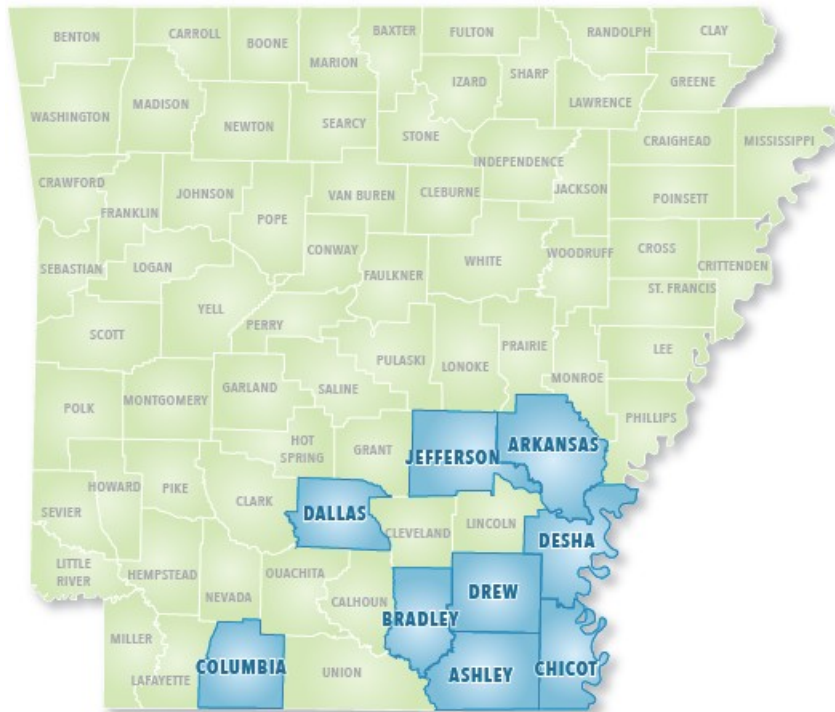 BENTON
CARROLL
BOONE
BAXTER
FULTON
RANDOLPH
CLAY
MARION
IZARD
SHARP
GREENE
WASHINGTON
MADISON
NEWTON
SEARCY
STONE
LAWRENCE
CRAIGHEAD
MISSISSIPPI
INDEPENDENCE
CRAWFORD
FRANKLIN
JOHNSON
POPE
VAN BUREN
CLEBURNE
JACKSON
POINSETT
SEBASTIAN
LOGAN
CONWAY
FAULKNER
WHITE
WOODRUFF
CROSS
CRITTENDEN
ST. FRANCIS
SCOTT
YELL
PERRY
PULASKI
LONOKE
PRAIRIE
MONROE
LEE
POLK
MONTGOMERY
GARLAND
SALINE
PHILLIPS
HOT
SPRING
GRANT
JEFFERSON
ARKANSAS
SEVIER
HOWARD
PIKE
CLARK
DALLAS
CLEVELAND
LINCOLN
DESHA
LITTLE
RIVER
HEMPSTEAD
NEVADA
OUACHITA
CALHOUN
BRADLEY
DREW
MILLER
LAFAYETTE
COLUMBIA
UNION
ASHLEY
CHICOT